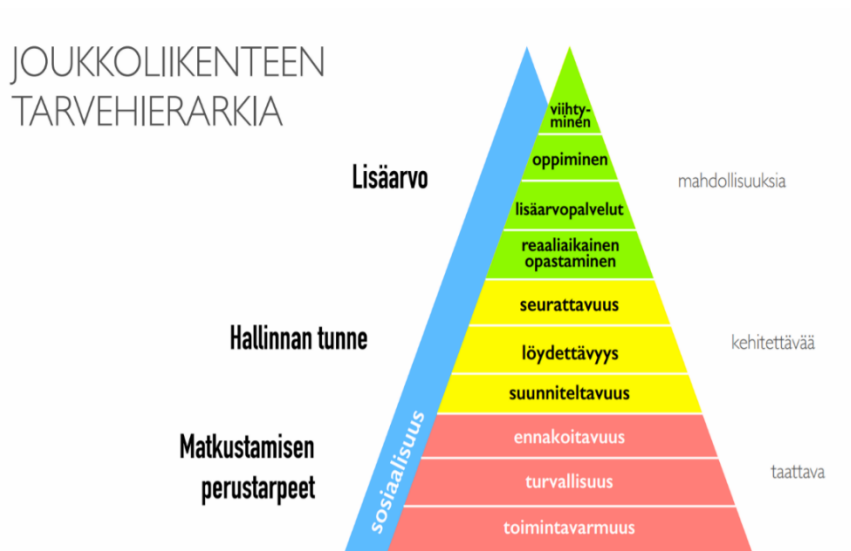 JOUKKOLIIKENTEEN
TARVEHIERARKIA
Lisäarvo
Hallinnan tunne
Matkustamisen
perustarpeet
sosiaalisuus
viihty-
minen
oppiminen
lisäarvopalvelut
reaaliaikainen
opastaminen
seurattavuus
löydettävyys
suunniteltavuus
ennakoitavuus
turvallisuus
toimintavarmuus
mahdollisuuksia
kehitettävää
taattava